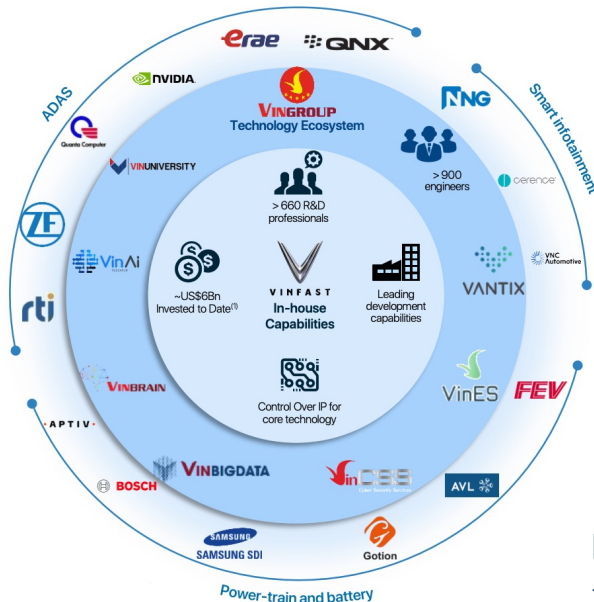 erae
QNX
NVIDIA
ADAS
Quanta Computer
ZF
rti
NNG
Smart infotainment
cerence
VNC
Automotive
VINGROUP
Technology Ecosystem
> 900
engineers
VINUNIVERSITY
VinAi
VANTIX
VINBRAIN
VinES
VINBIGDATA
VinCSS
Cyber Security Services
> 660 R&D
professionals
~US$6Bn
Invested to Date(1)
VINFAST
In-house
Capabilities
Leading
development
capabilities
Control Over IP for
core technology
FEV
• APTIV •
BOSCH
AVL
SAMSUNG
SAMSUNG SDI
Gotion
Power-train and battery